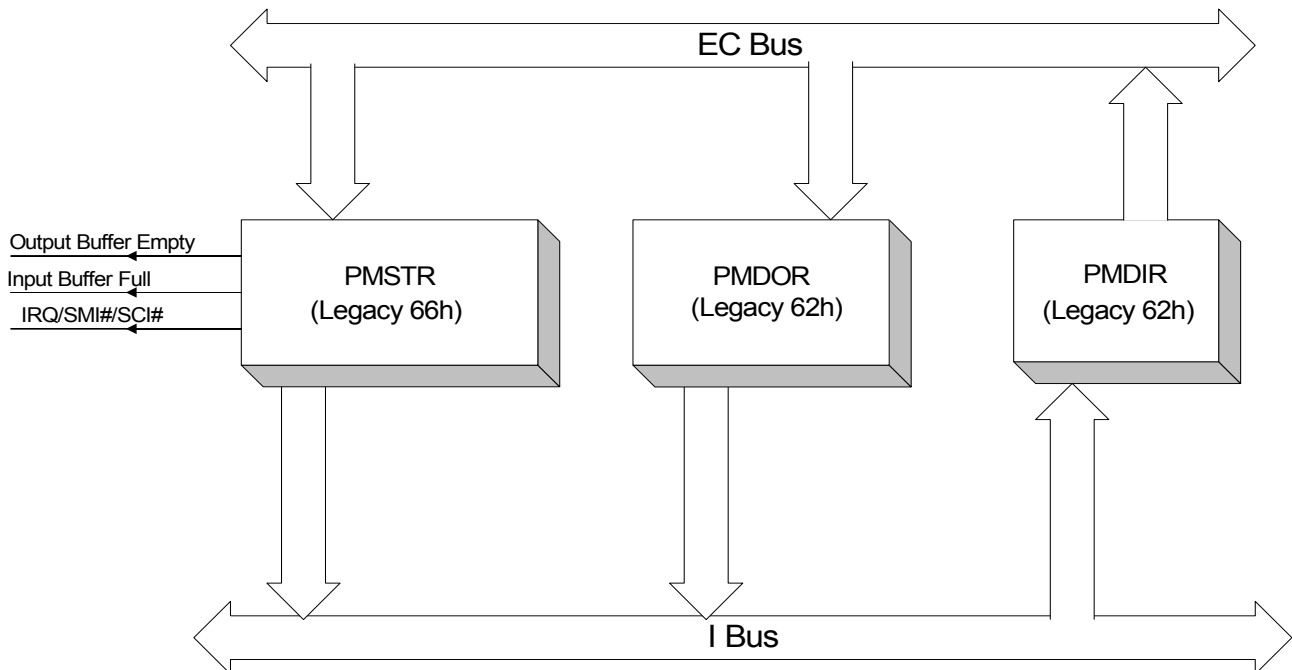 EC Bus
Output Buffer Empty
Input Buffer Full
IRQ/SMI#/SCI#
PMSTR
(Legacy 66h)
PMDOR
(Legacy 62h)
PMDIR
(Legacy 62h)
I Bus